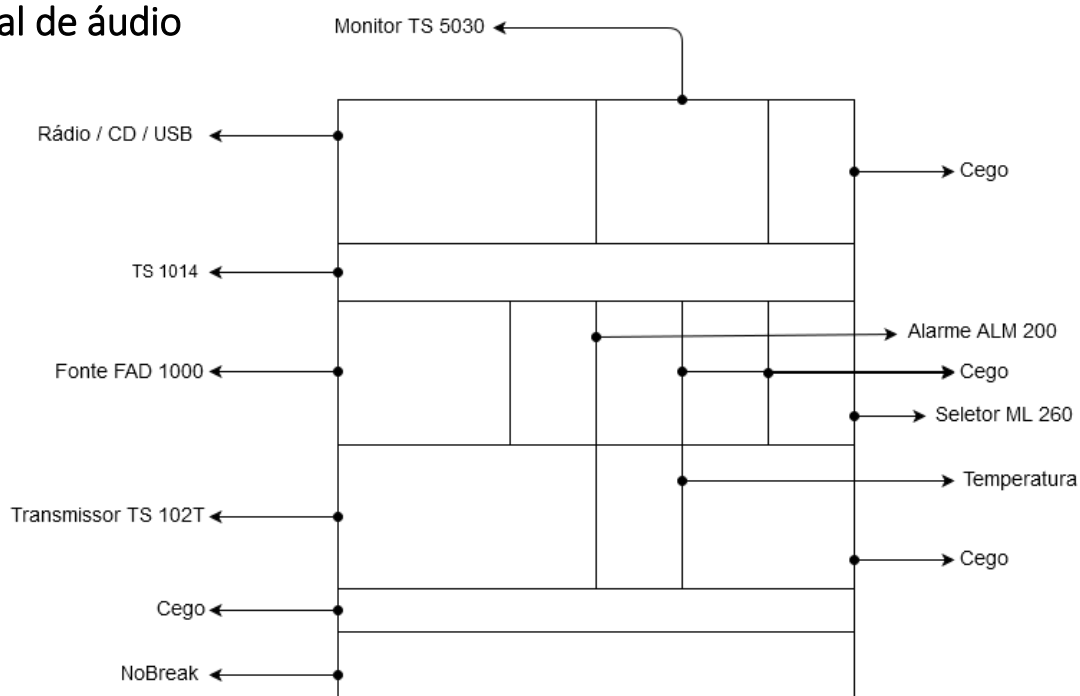 al de áudio
Monitor TS 5030
Rádio / CD / USB
Cego
TS 1014
Alarme ALM 200
Fonte FAD 1000
Cego
Seletor ML 260
Temperatura
Transmissor TS 102T
Cego
Cego
NoBreak